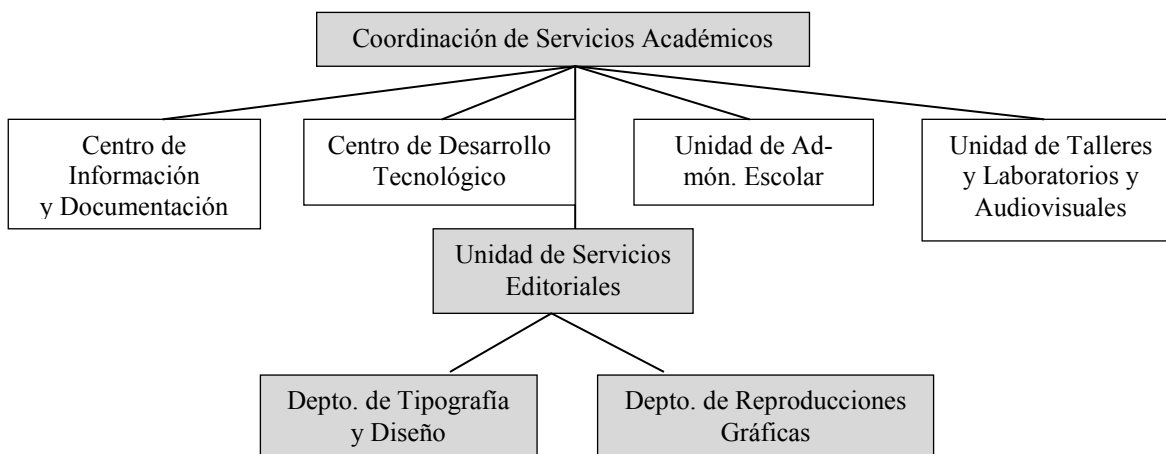 Coordinación de Servicios Académicos
Centro de
Información
y Documentación
Centro de Desarrollo
Tecnológico
Unidad de Ad-
món. Escolar
Unidad de Talleres
y Laboratorios y
Audiovisuales
Unidad de Servicios
Editoriales
Depto. de Tipografía
y Diseño
Depto. de Reproducciones
Gráficas